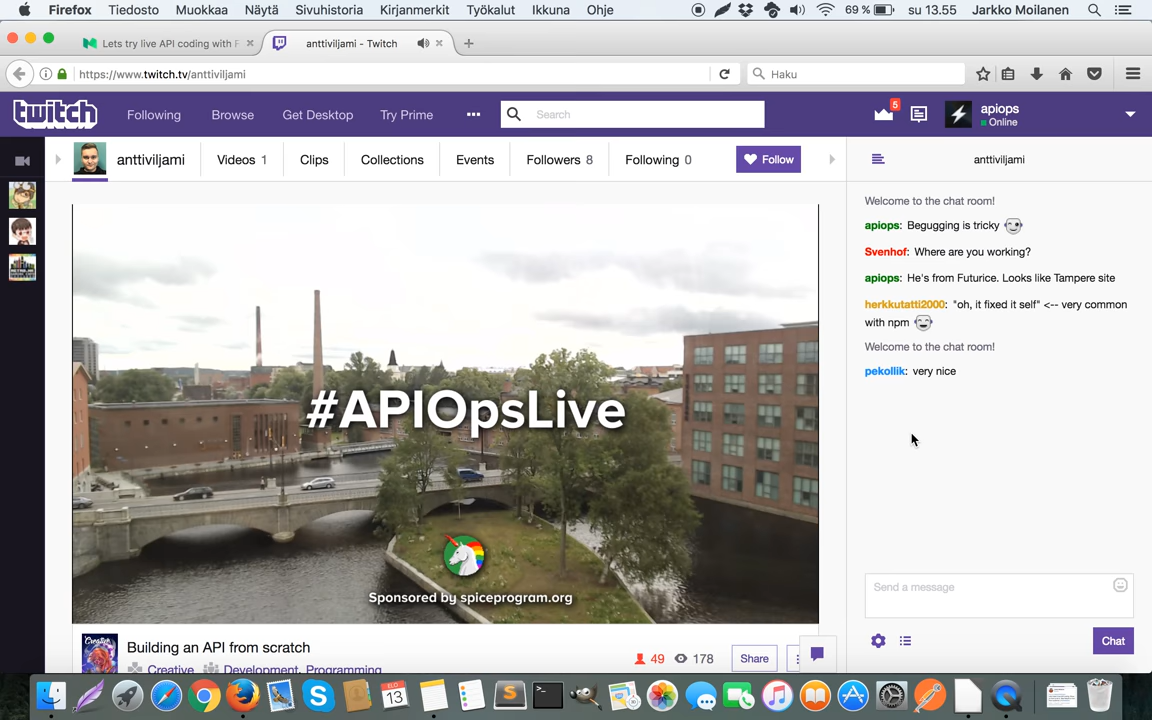 Firefox Tiedosto Muokkaa Näytä Sivuhistoria Kirjanmerkit Työkalut Ikkuna Ohje 69 % su 13.55 Jarkko Moilanen
Lets try live API coding with F
anttiviljami - Twitch
https://www.twitch.tv/anttiviljami
Haku
twitch Following Browse Get Desktop Try Prime Search 5 apiops
Online
anttiviljami Videos 1 Clips Collections Events Followers 8 Following 0 Follow
anttiviljami
Welcome to the chat room!
apiops: Begugging is tricky
Svenhof: Where are you working?
apiops: He's from Futurice. Looks like Tampere site
herkkutatti2000: "oh, it fixed it self" <-- very common
with npm
Welcome to the chat room!
pekollik: very nice
#APIOpsLive
Sponsored by spiceprogram.org
Send a message
Chat
Creative
Building an API from scratch
Creative Development, Programming
49 178 Share
ELO
13